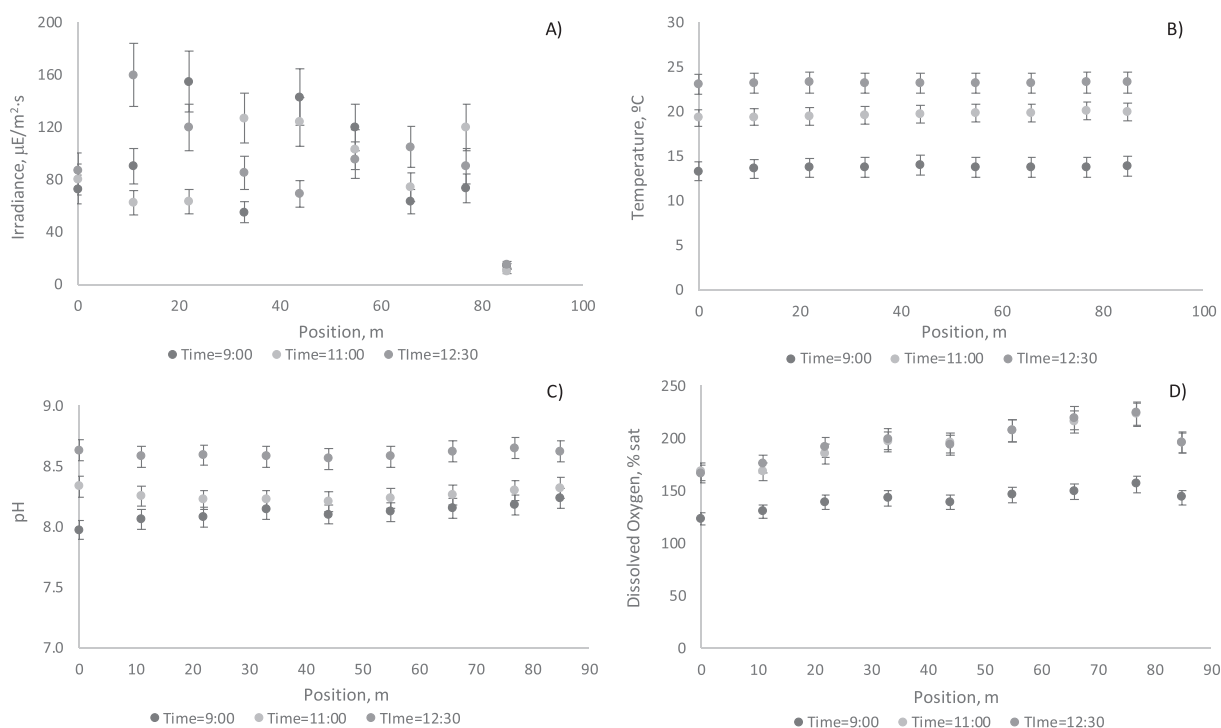 A)
200
160
120
80
40
0
Irradiance, µE/m²·s
0 20 40 60 80 100
Position, m
Time=9:00 Time=11:00 TIme=12:30
B)
30
25
20
15
10
5
0
Temperature, ºC
0 20 40 60 80 100
Position, m
Time=9:00 Time=11:00 TIme=12:30
C)
9.0
8.5
8.0
7.5
7.0
pH
0 10 20 30 40 50 60 70 80 90
Position, m
Time=9:00 Time=11:00 TIme=12:30
D)
250
200
150
100
50
0
Dissolved Oxygen, % sat
0 10 20 30 40 50 60 70 80 90
Position, m
Time=9:00 Time=11:00 TIme=12:30